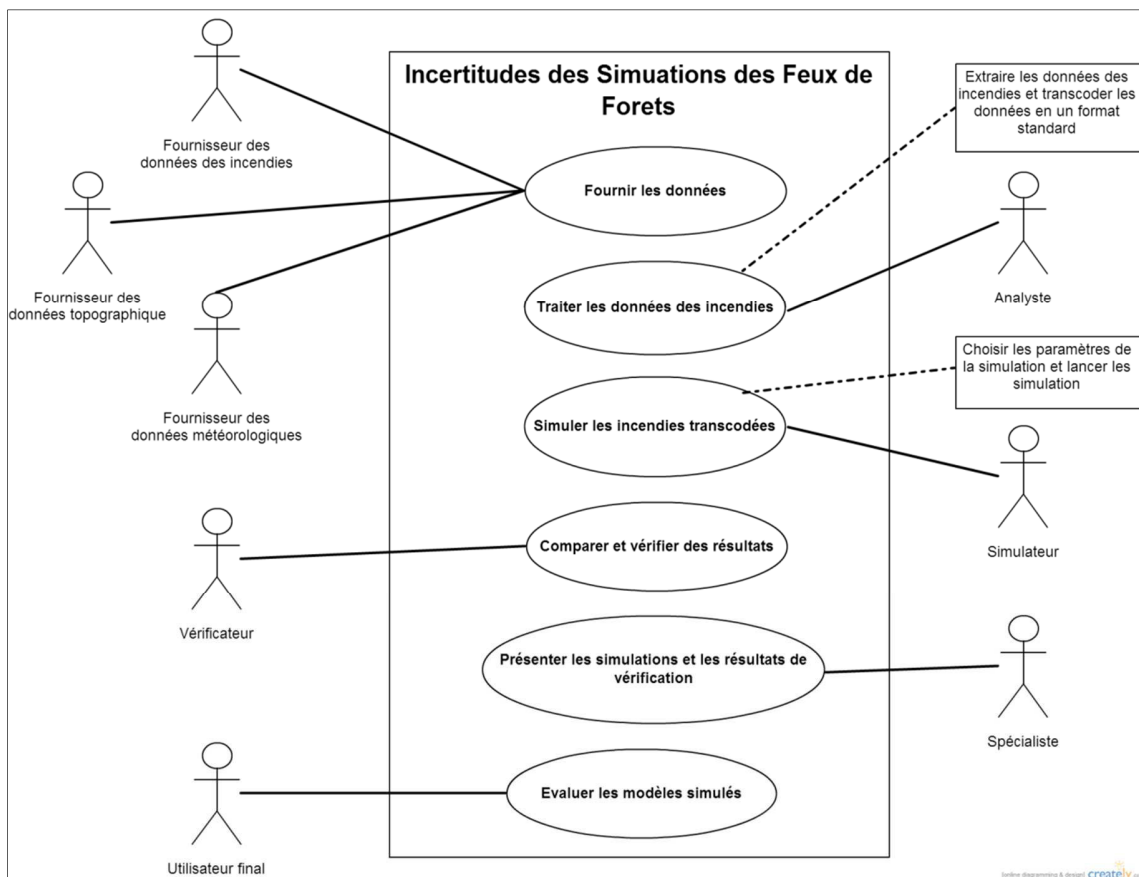 Incertitudes des Simuations des Feux de
Forets
Fournisseur des
données des incendies
Fournir les données
Extraire les données des
incendies et transcoder les
données en un format
standard
Fournisseur des
données topographique
Traiter les données des incendies
Analyste
Fournisseur des
données météorologiques
Choisir les paramètres de
la simulation et lancer les
simulation
Simuler les incendies transcodées
Simulateur
Comparer et vérifier des résultats
Vérificateur
Présenter les simulations et les résultats de
vérification
Spécialiste
Evaluer les modèles simulés
Utilisateur final
[online diagramming & design] creately